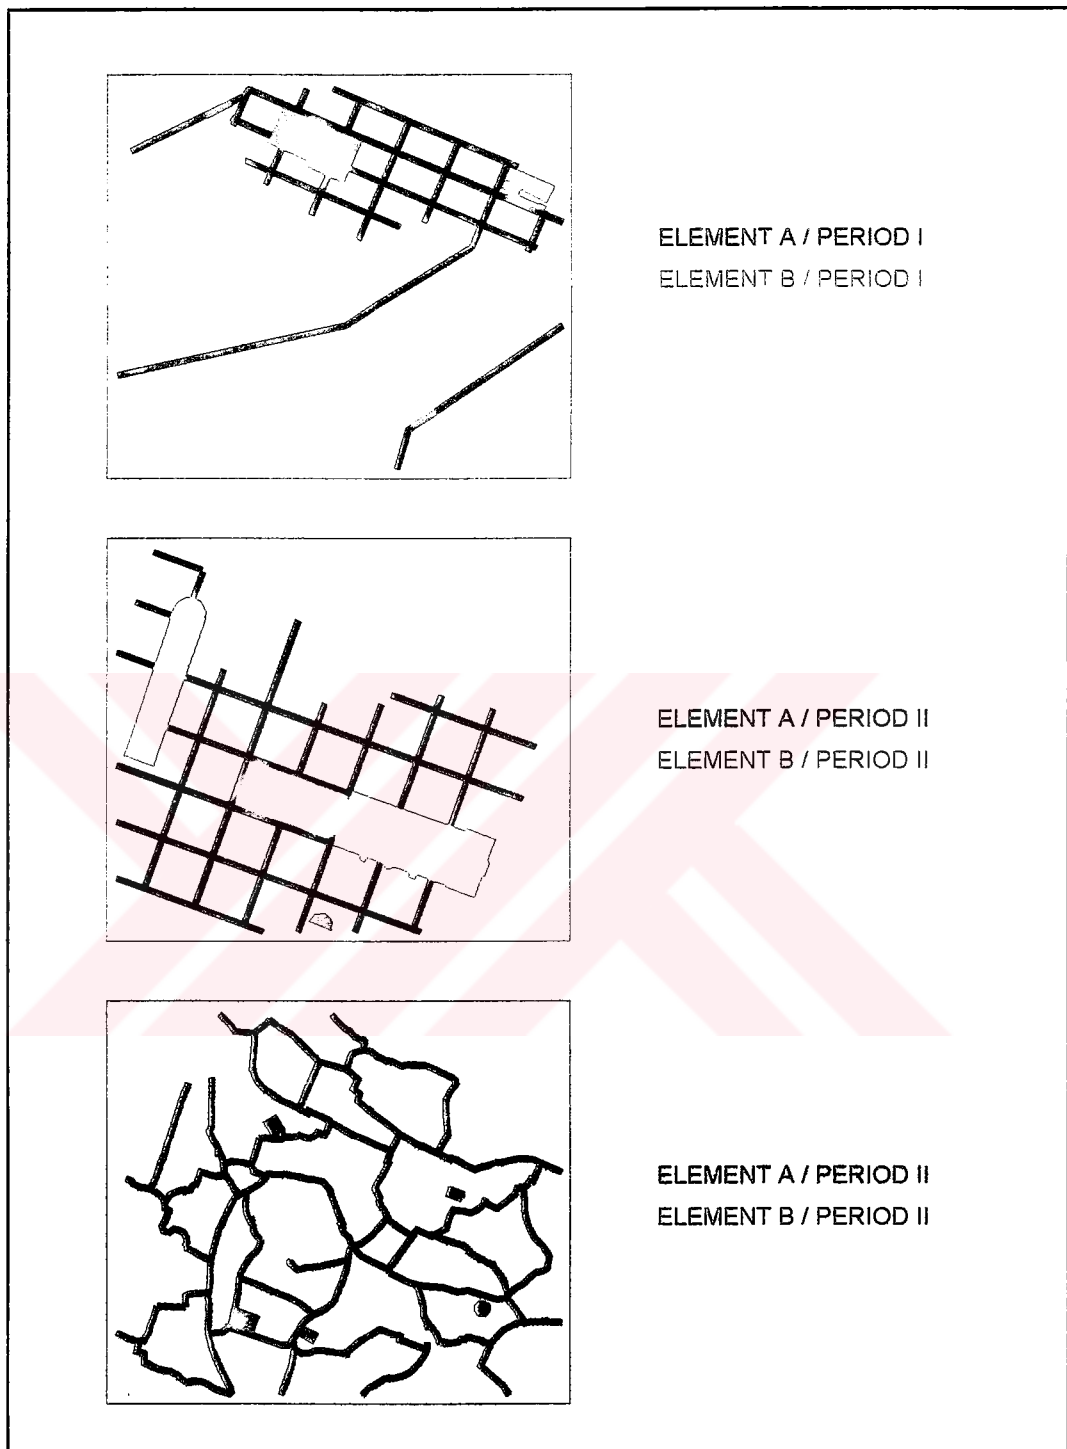 ELEMENT A / PERIOD I
ELEMENT B / PERIOD I
ELEMENT A / PERIOD II
ELEMENT B / PERIOD II
ELEMENT A / PERIOD II
ELEMENT B / PERIOD II